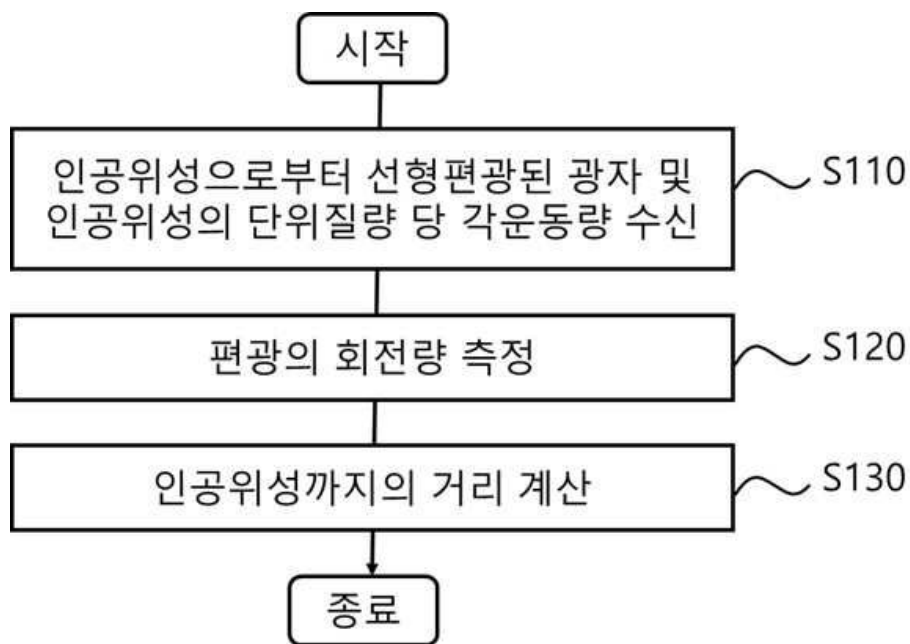 시작
인공위성으로부터 선형편광된 광자 및
인공위성의 단위질량 당 각운동량 수신
S110
편광의 회전량 측정
S120
인공위성까지의 거리 계산
S130
종료